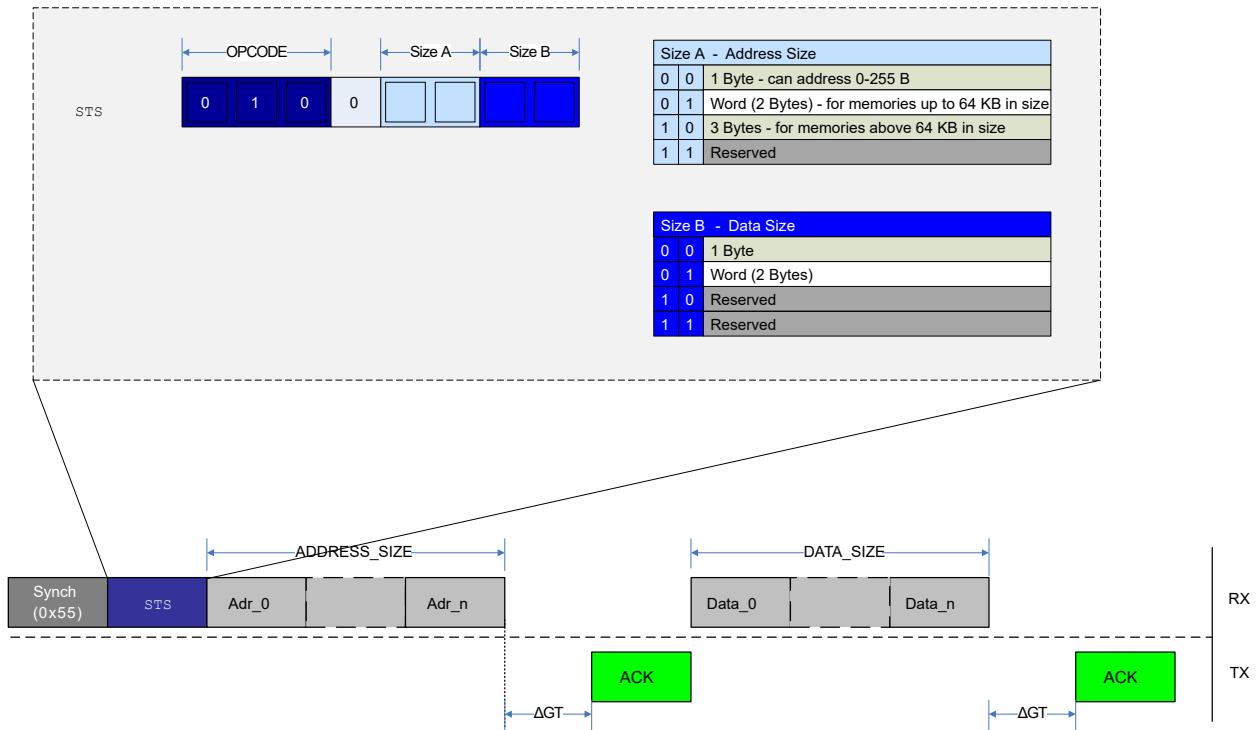 OPCODE Size A Size B
STS 0 1 0 0
Size A - Address Size
0 0 1 Byte - can address 0-255 B
0 1 Word (2 Bytes) - for memories up to 64 KB in size
1 0 3 Bytes - for memories above 64 KB in size
1 1 Reserved
Size B - Data Size
0 0 1 Byte
0 1 Word (2 Bytes)
1 0 Reserved
1 1 Reserved
ADDRESS_SIZE DATA_SIZE
Synch
(0x55)
STS Adr_0 Adr_n Data_0 Data_n RX
ACK ACK TX
ΔGT ΔGT